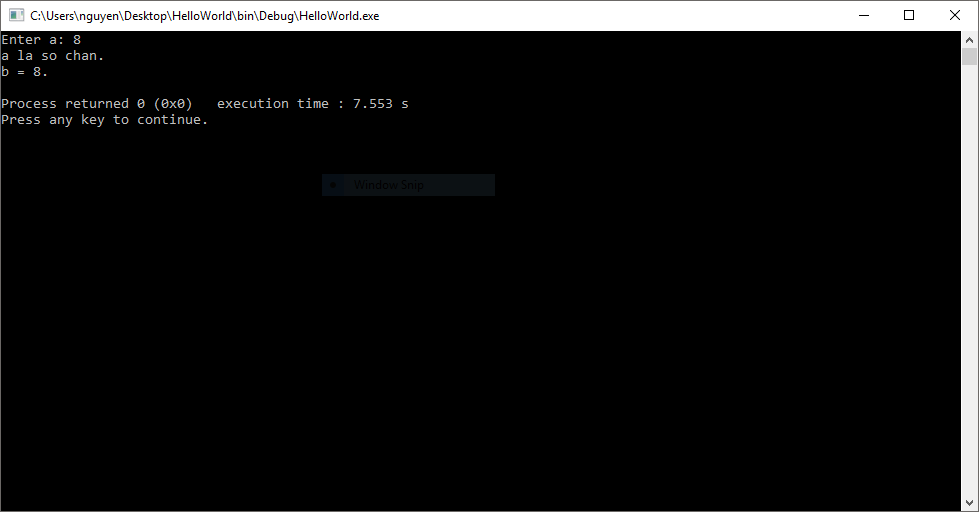 C:\Users\nguyen\Desktop\HelloWorld\bin\Debug\HelloWorld.exe
Enter a: 8
a la so chan.
b = 8.
Process returned 0 (0x0)   execution time : 7.553 s
Press any key to continue.
Window Snip